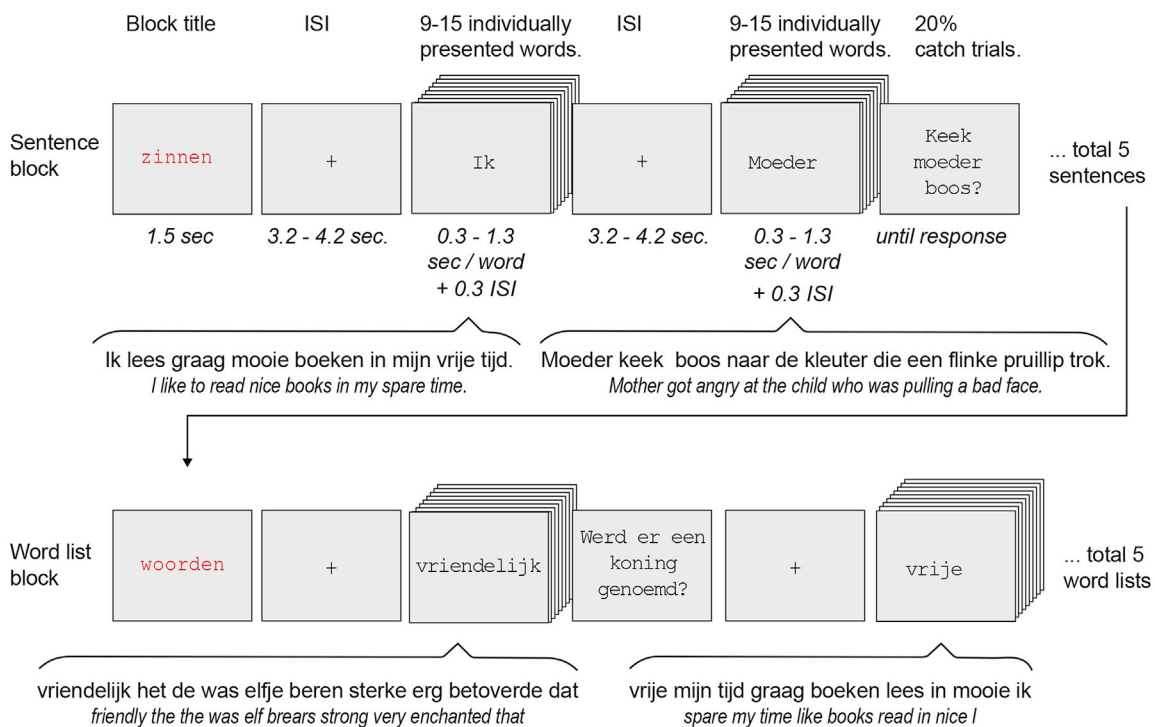 Block title
ISI
9-15 individually
presented words.
ISI
9-15 individually
presented words.
20%
catch trials.
Sentence
block
zinnen
+
Ik
+
Moeder
Keek
moeder
boos?
... total 5
sentences
1.5 sec
3.2 - 4.2 sec.
0.3 - 1.3
sec / word
+ 0.3 ISI
3.2 - 4.2 sec.
0.3 - 1.3
sec / word
+ 0.3 ISI
until response
Ik lees graag mooie boeken in mijn vrije tijd.
I like to read nice books in my spare time.
Moeder keek boos naar de kleuter die een flinke pruillip trok.
Mother got angry at the child who was pulling a bad face.
Word list
block
woorden
+
vriendelijk
Werd er een
koning
genoemd?
+
vrije
... total 5
word lists
vriendelijk het de was elfje beren sterke erg betoverde dat
friendly the the was elf brears strong very enchanted that
vrije mijn tijd graag boeken lees in mooie ik
spare my time like books read in nice I